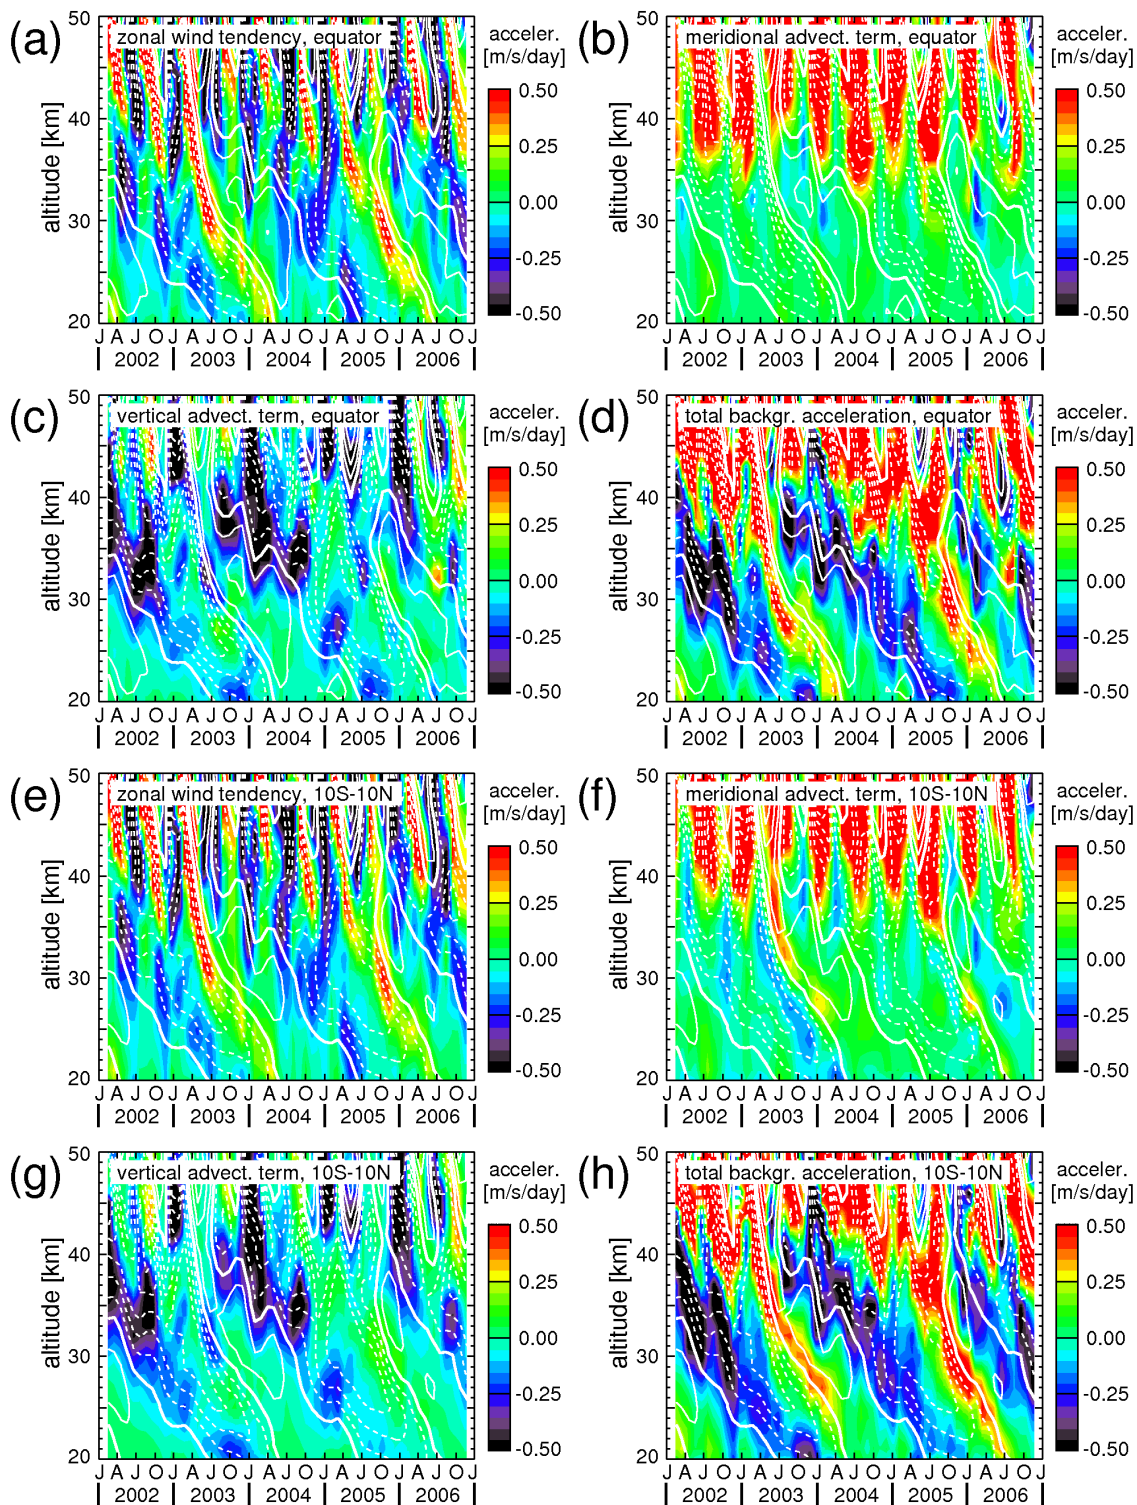 (a)
zonal wind tendency, equator
acceler.
[m/s/day]
altitude [km]
50
40
30
20
0.50
0.25
0.00
-0.25
-0.50
J A J O J A J O J A J O J A J O J A J O J
2002 2003 2004 2005 2006
(b)
meridional advect. term, equator
acceler.
[m/s/day]
altitude [km]
50
40
30
20
0.50
0.25
0.00
-0.25
-0.50
J A J O J A J O J A J O J A J O J A J O J
2002 2003 2004 2005 2006
(c)
vertical advect. term, equator
acceler.
[m/s/day]
altitude [km]
50
40
30
20
0.50
0.25
0.00
-0.25
-0.50
J A J O J A J O J A J O J A J O J A J O J
2002 2003 2004 2005 2006
(d)
total backgr. acceleration, equator
acceler.
[m/s/day]
altitude [km]
50
40
30
20
0.50
0.25
0.00
-0.25
-0.50
J A J O J A J O J A J O J A J O J A J O J
2002 2003 2004 2005 2006
(e)
zonal wind tendency, 10S-10N
acceler.
[m/s/day]
altitude [km]
50
40
30
20
0.50
0.25
0.00
-0.25
-0.50
J A J O J A J O J A J O J A J O J A J O J
2002 2003 2004 2005 2006
(f)
meridional advect. term, 10S-10N
acceler.
[m/s/day]
altitude [km]
50
40
30
20
0.50
0.25
0.00
-0.25
-0.50
J A J O J A J O J A J O J A J O J A J O J
2002 2003 2004 2005 2006
(g)
vertical advect. term, 10S-10N
acceler.
[m/s/day]
altitude [km]
50
40
30
20
0.50
0.25
0.00
-0.25
-0.50
J A J O J A J O J A J O J A J O J A J O J
2002 2003 2004 2005 2006
(h)
total backgr. acceleration, 10S-10N
acceler.
[m/s/day]
altitude [km]
50
40
30
20
0.50
0.25
0.00
-0.25
-0.50
J A J O J A J O J A J O J A J O J A J O J
2002 2003 2004 2005 2006